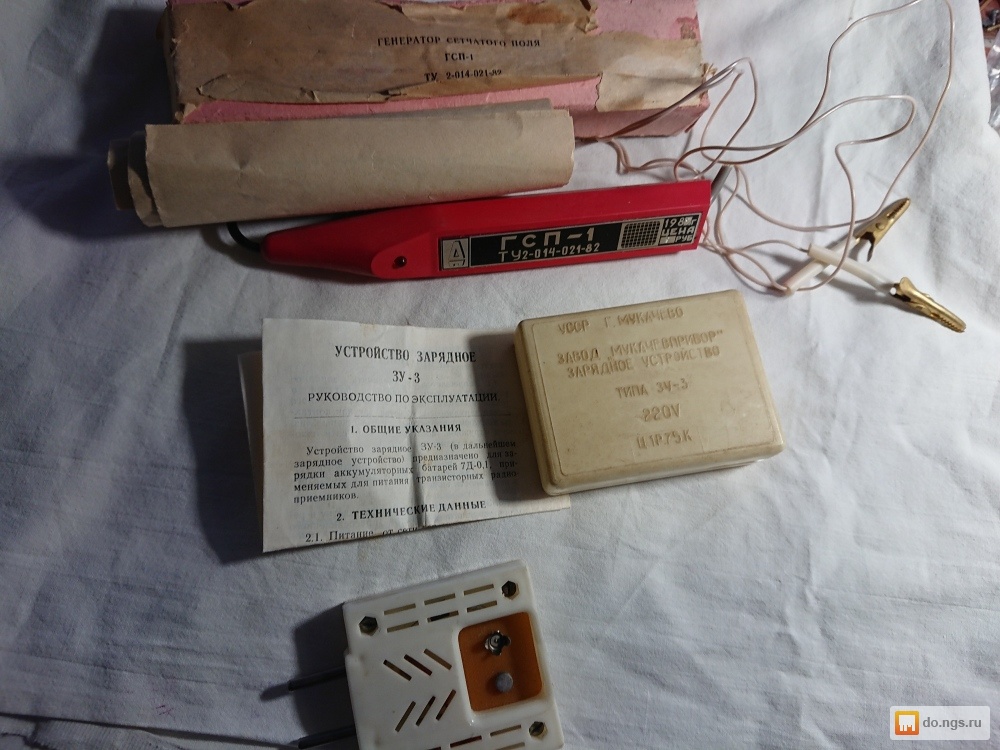 ГЕНЕРАТОР СЕТЧАТОГО ПОЛЯ
ГСП-1
ТУ 2-014-021-82
ГСП-1
ТУ2-014-021-82
ЦЕНА
РУБ
УСТРОЙСТВО ЗАРЯДНОЕ
ЗУ-3
РУКОВОДСТВО ПО ЭКСПЛУАТАЦИИ
1. ОБЩИЕ УКАЗАНИЯ
Устройство зарядное ЗУ-3 (в дальнейшем
зарядное устройство) предназначено для за-
рядки аккумуляторных батарей 7Д-0,1, при-
меняемых для питания транзисторных радио
приемников.
2. ТЕХНИЧЕСКИЕ ДАННЫЕ
2.1. Питание от сети
УССР Г. МУКАЧЕВО
ЗАВОД „МУКАЧЕВПРИБОР"
ЗАРЯДНОЕ УСТРОЙСТВО
ТИПА ЗУ-3
220V
Ц.1Р.75К
do.ngs.ru